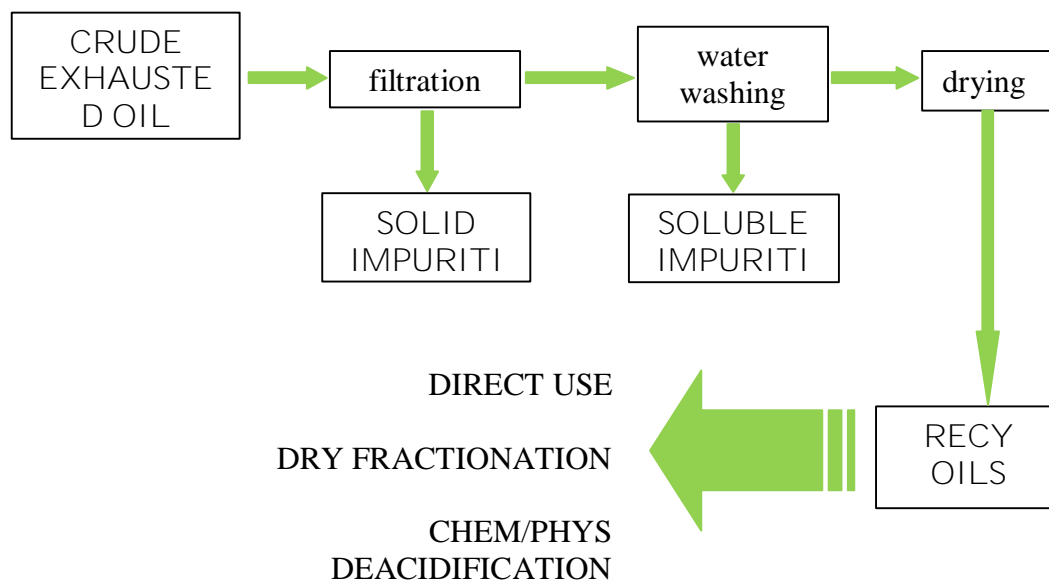 CRUDE
EXHAUSTE
D OIL
filtration
water
washing
drying
SOLID
IMPURITI
SOLUBLE
IMPURITI
DIRECT USE
DRY FRACTIONATION
CHEM/PHYS
DEACIDIFICATION
RECY
OILS